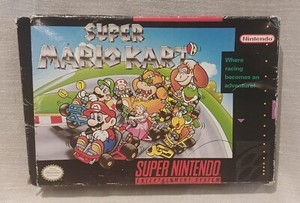 SUPER
MARIO KART
Nintendo
Where
racing
becomes an
adventure!
SUPER NINTENDO
ENTERTAINMENT SYSTEM